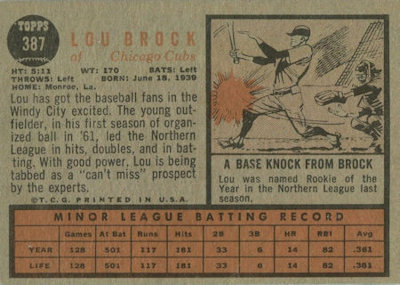 TOPPS
387
LOU BROCK
of Chicago Cubs
HT: 5:11 WT: 170 BATS: Left
THROWS: Left BORN: June 18, 1939
HOME: Monroe, La.
Lou has got the baseball fans in the
Windy City excited. The young out-
fielder, in his first season of organ-
ized ball in '61, led the Northern
League in hits, doubles, and in bat-
ting. With good power, Lou is being
tabbed as a "can't miss" prospect
by the experts.
©T.C.G. PRINTED IN U.S.A.
A BASE KNOCK FROM BROCK
Lou was named Rookie of the
Year in the Northern League last
season.
MINOR LEAGUE BATTING RECORD
Games At Bat Runs Hits 2B 3B HR RBI Avg
YEAR 128 501 117 181 33 6 14 82 .361
LIFE 128 501 117 181 33 6 14 82 .361